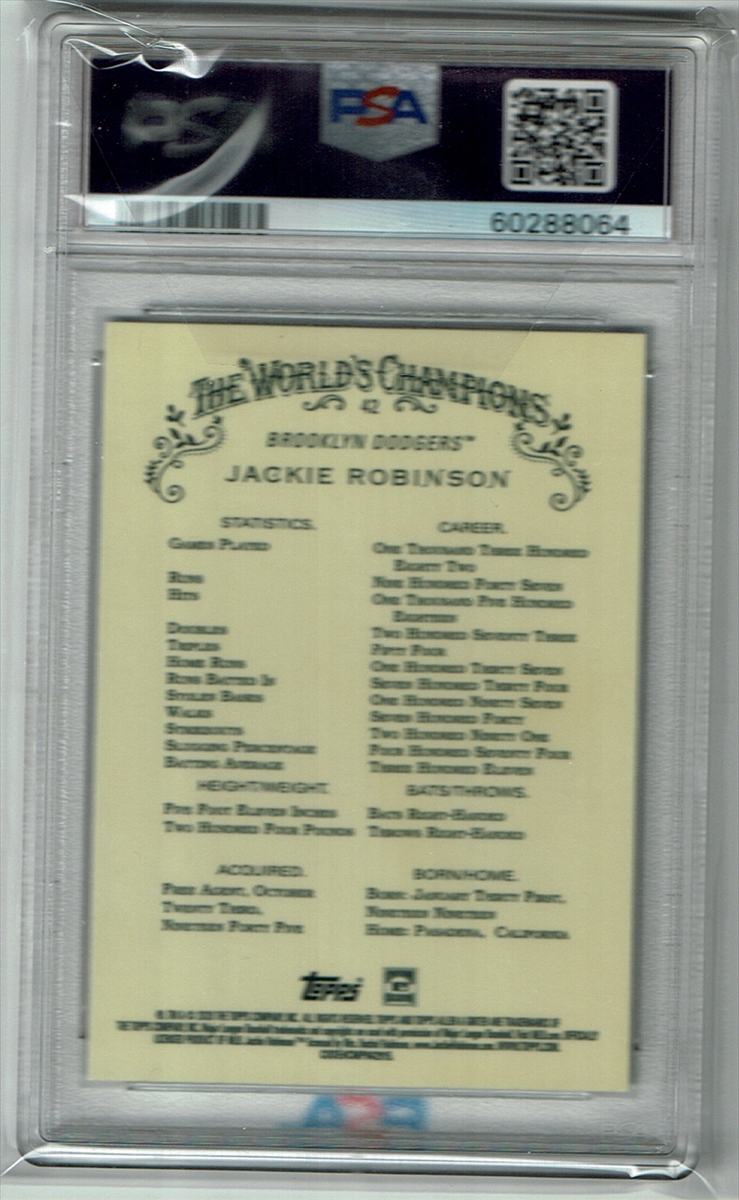 PSA
60288064
THE WORLD'S CHAMPIONS
42
BROOKLYN DODGERS™
JACKIE ROBINSON
STATISTICS. CAREER.
GAMES PLAYED ONE THOUSAND THREE HUNDRED
EIGHTY TWO
RUNS NINE HUNDRED FORTY SEVEN
HITS ONE THOUSAND FIVE HUNDRED
EIGHTEEN
DOUBLES TWO HUNDRED SEVENTY THREE
TRIPLES FIFTY FOUR
HOME RUNS ONE HUNDRED THIRTY SEVEN
RUNS BATTED IN SEVEN HUNDRED THIRTY FOUR
STOLEN BASES ONE HUNDRED NINETY SEVEN
WALKS SEVEN HUNDRED FORTY
STRIKEOUTS TWO HUNDRED NINETY ONE
SLUGGING PERCENTAGE FOUR HUNDRED SEVENTY FOUR
BATTING AVERAGE THREE HUNDRED ELEVEN
HEIGHT/WEIGHT. BATS/THROWS.
FIVE FOOT ELEVEN INCHES BATS RIGHT-HANDED
TWO HUNDRED FOUR POUNDS THROWS RIGHT-HANDED
ACQUIRED. BORN/HOME.
FREE AGENT, OCTOBER BORN: JANUARY THIRTY FIRST,
TWENTY THIRD, NINETEEN NINETEEN
NINETEEN FORTY FIVE HOME: PASADENA, CALIFORNIA
TOPPS
PSA